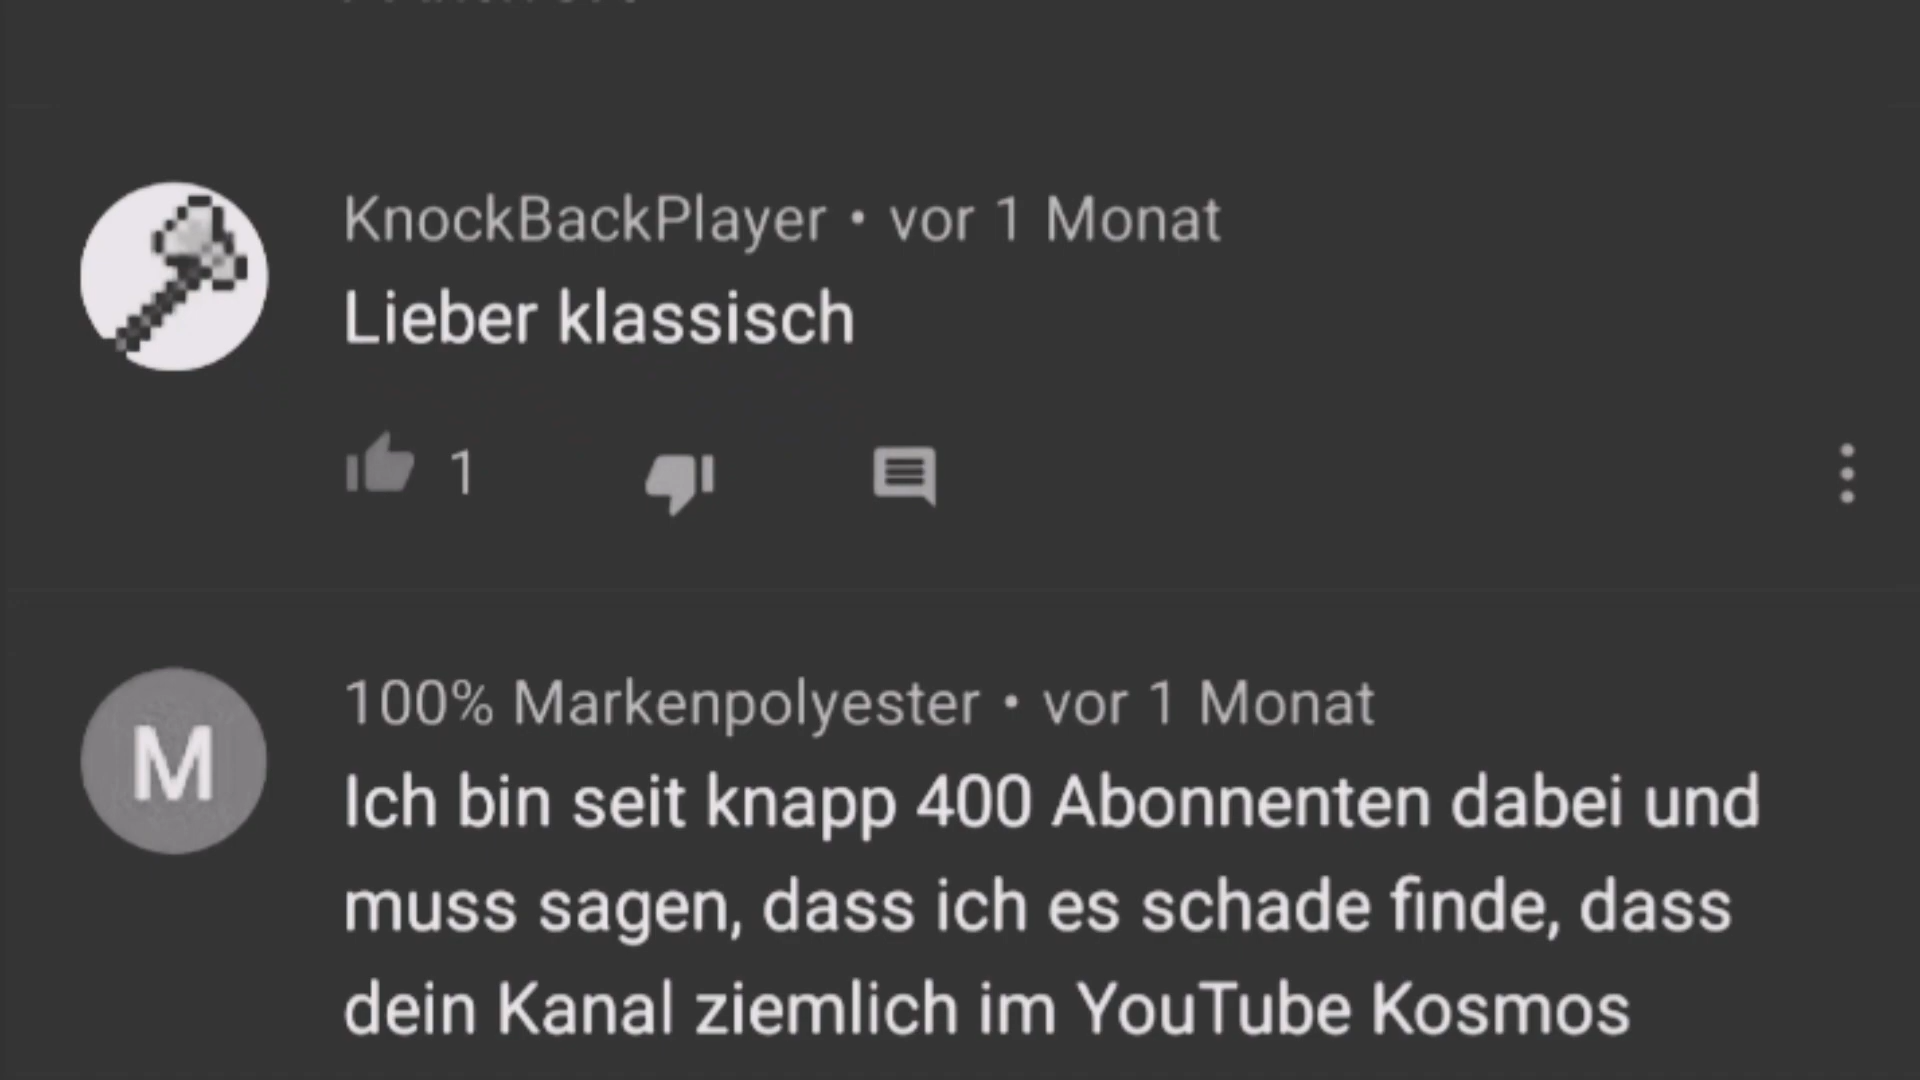 KnockBackPlayer • vor 1 Monat
Lieber klassisch
1
M
100% Markenpolyester • vor 1 Monat
Ich bin seit knapp 400 Abonnenten dabei und
muss sagen, dass ich es schade finde, dass
dein Kanal ziemlich im YouTube Kosmos